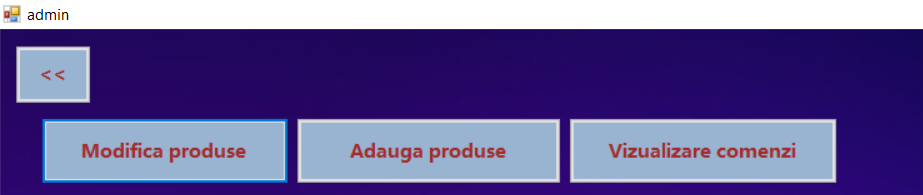 admin
<<
Modifica produse
Adauga produse
Vizualizare comenzi